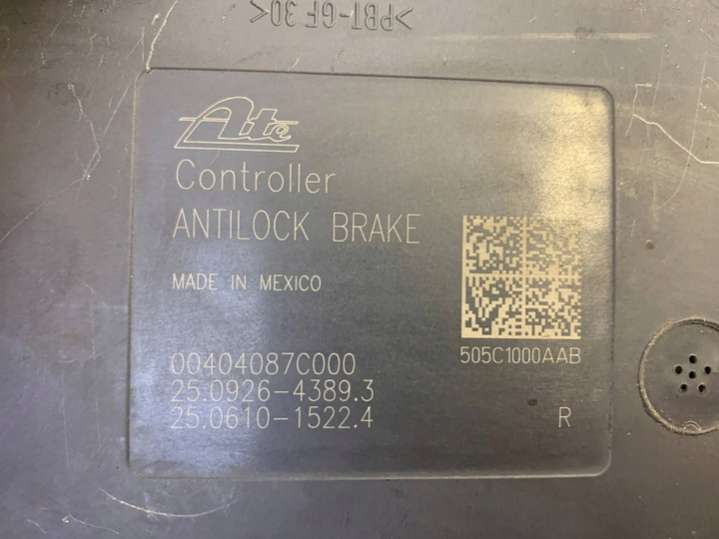 >PBT-GF 30<
Ate
Controller
ANTILOCK BRAKE
MADE IN MEXICO
505C1000AAB
00404087C000
25.0926-4389.3
25.0610-1522.4
R